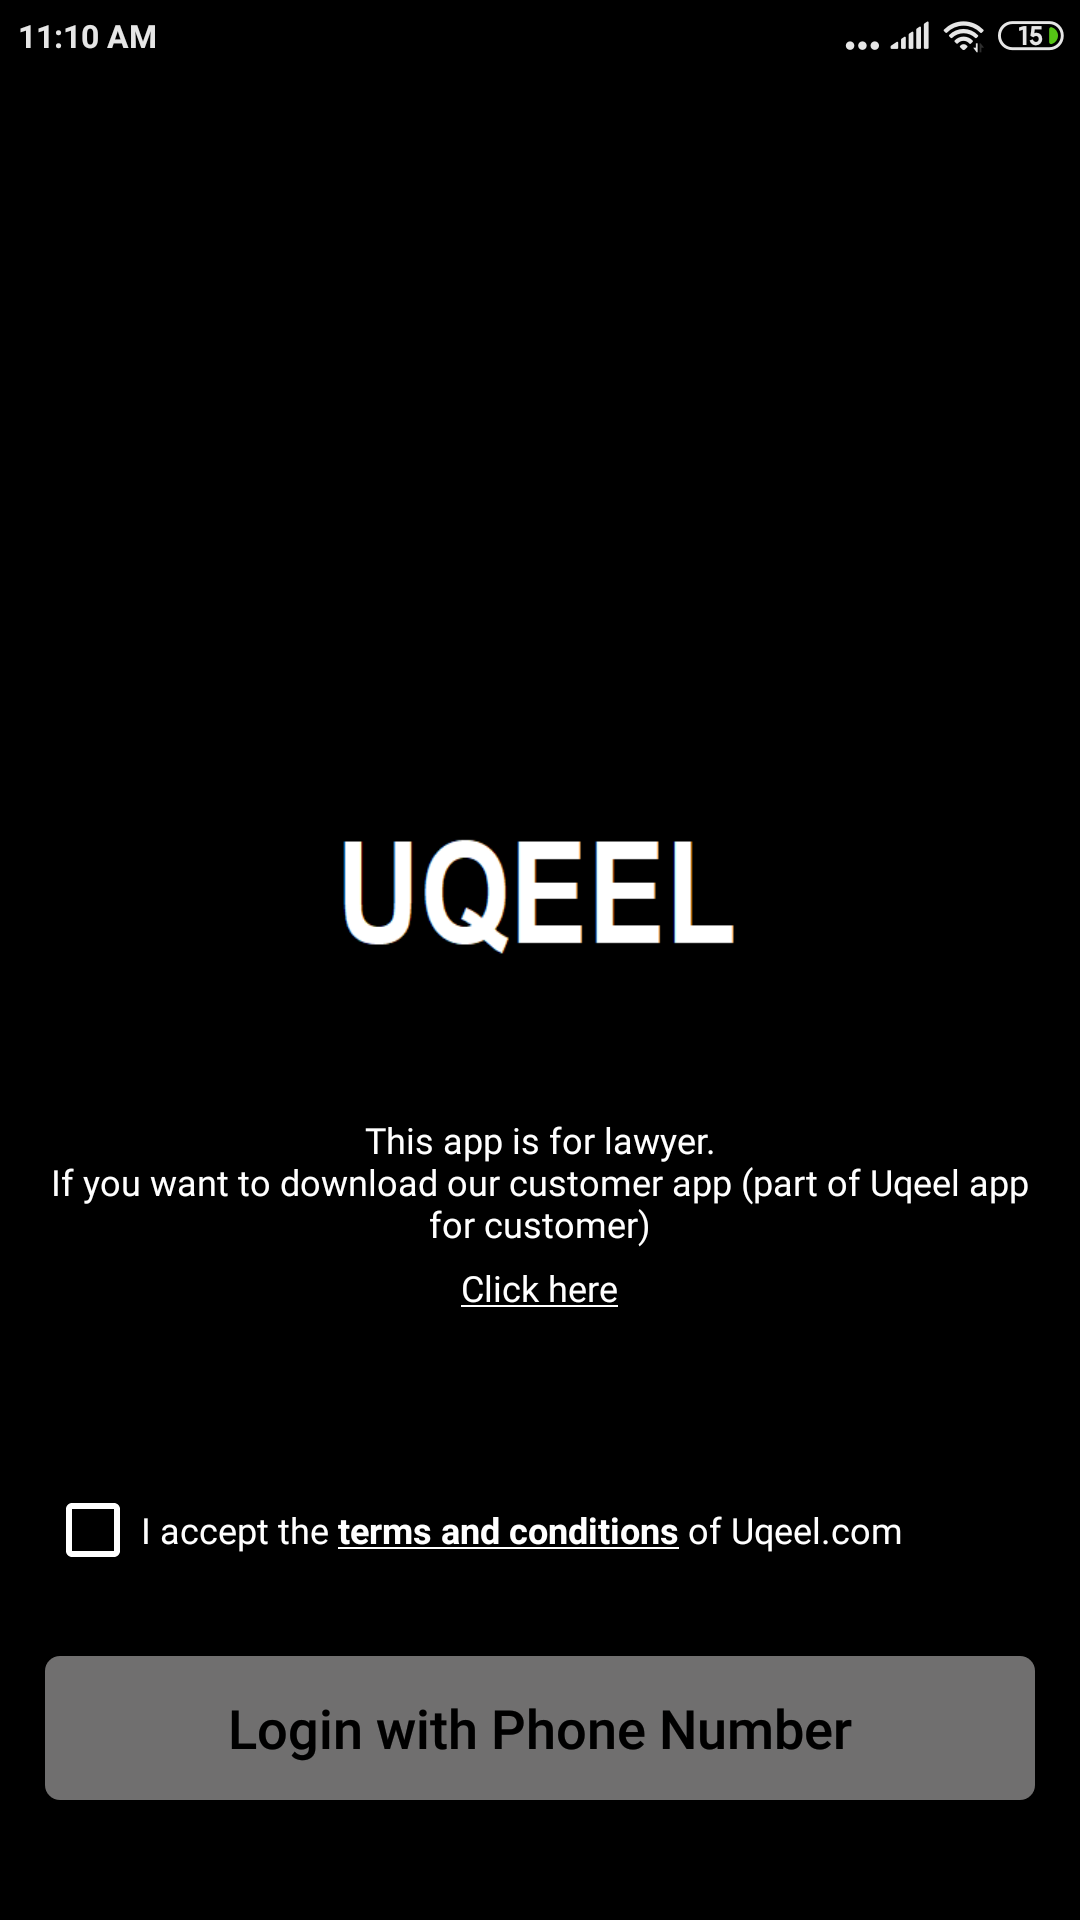 11:10 AM
15
UQEEL
This app is for lawyer.
If you want to download our customer app (part of Uqeel app
for customer)
Click here
I accept the terms and conditions of Uqeel.com
Login with Phone Number